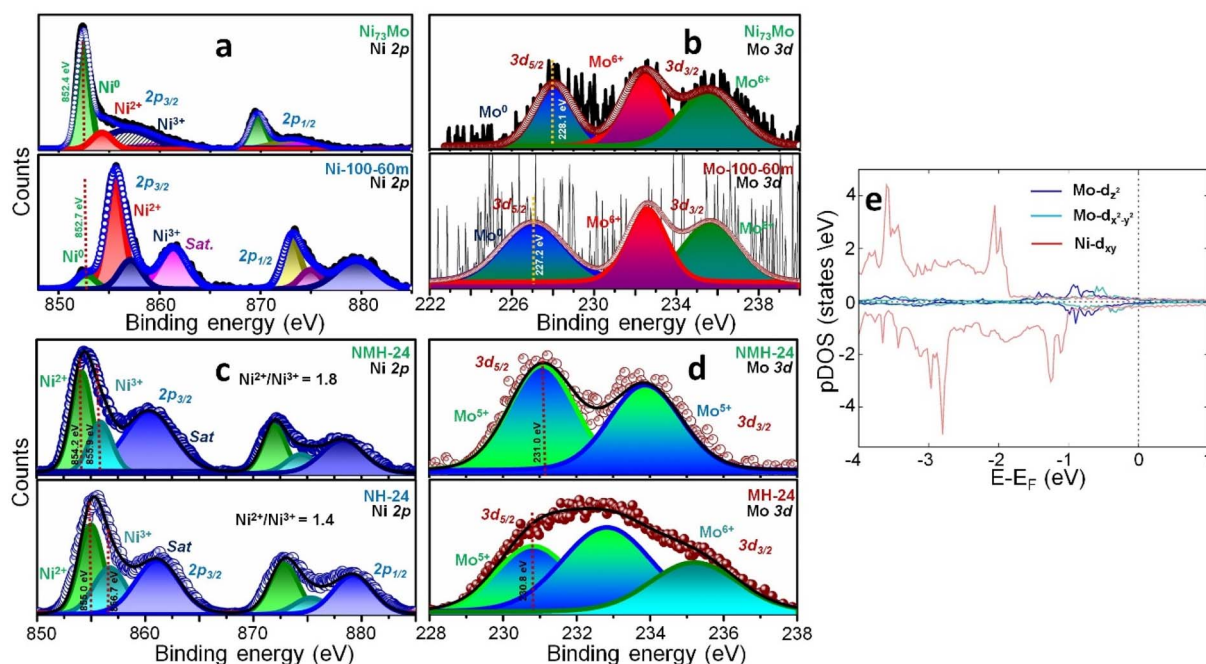 a
Ni₇₃Mo
Ni 2p
852.4 eV
Ni⁰
Ni²⁺
2p₃/₂
Ni³⁺
2p₁/₂
Ni-100-60m
Ni 2p
852.7 eV
2p₃/₂
Ni²⁺
Ni⁰
Ni³⁺
Sat.
2p₁/₂
Counts
850 860 870 880
Binding energy (eV)
b
Ni₇₃Mo
Mo 3d
3d₅/₂
Mo⁶⁺
3d₃/₂
Mo⁶⁺
Mo⁰
228.1 eV
Mo-100-60m
Mo 3d
3d₅/₂
Mo⁶⁺
3d₃/₂
Mo⁰
227.2 eV
222 226 230 234 238
Binding energy (eV)
c
NMH-24
Ni 2p
Ni²⁺
Ni³⁺
Ni²⁺/Ni³⁺ = 1.8
2p₃/₂
Sat
854.2 eV
855.9 eV
NH-24
Ni 2p
Ni²⁺/Ni³⁺ = 1.4
Ni³⁺
Sat
Ni²⁺
2p₃/₂
2p₁/₂
855.0 eV
856.7 eV
Counts
850 860 870 880
Binding energy (eV)
d
NMH-24
Mo 3d
3d₅/₂
Mo⁵⁺
Mo⁵⁺
3d₃/₂
231.0 eV
MH-24
Mo 3d
3d₅/₂
Mo⁶⁺
3d₃/₂
Mo⁵⁺
230.8 eV
228 230 232 234 236 238
Binding energy (eV)
e
Mo-d_z²
Mo-d_x²-y²
Ni-d_xy
pDOS (states \eV)
4
2
0
-2
-4
-4 -3 -2 -1 0 1
E-E_F (eV)